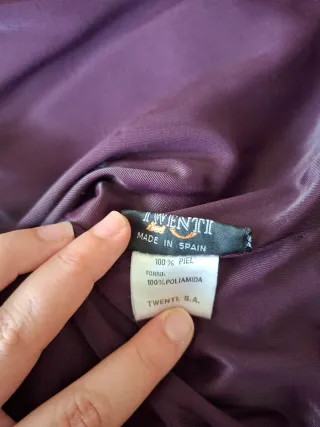 TWENTI
MADE IN SPAIN
100% PIEL
FORRO:
100% POLIAMIDA
TWENTI, S.A.